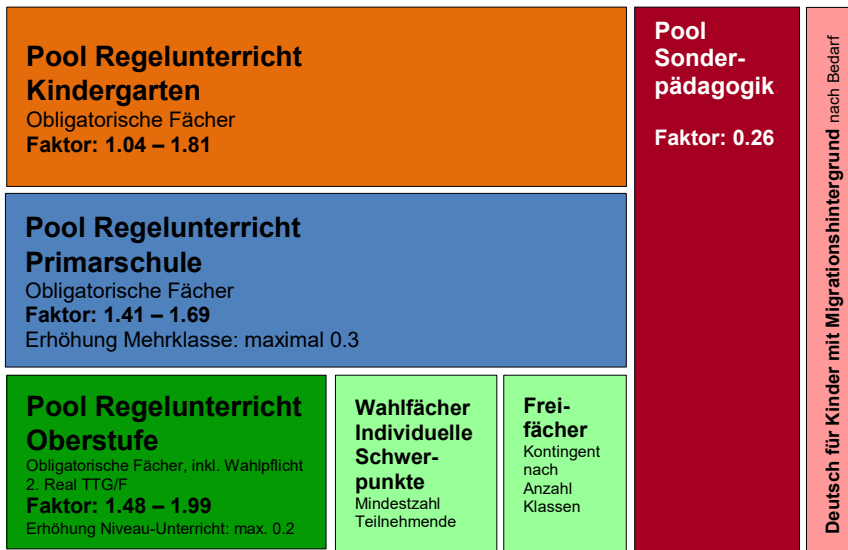 Pool Regelunterricht
Kindergarten
Obligatorische Fächer
Faktor: 1.04 – 1.81
Pool Regelunterricht
Primarschule
Obligatorische Fächer
Faktor: 1.41 – 1.69
Erhöhung Mehrklasse: maximal 0.3
Pool Regelunterricht
Oberstufe
Obligatorische Fächer, inkl. Wahlpflicht
2. Real TTG/F
Faktor: 1.48 – 1.99
Erhöhung Niveau-Unterricht: max. 0.2
Wahlfächer
Individuelle
Schwer-
punkte
Mindestzahl
Teilnehmende
Frei-
fächer
Kontingent
nach
Anzahl
Klassen
Pool
Sonder-
pädagogik
Faktor: 0.26
Deutsch für Kinder mit Migrationshintergrund nach Bedarf